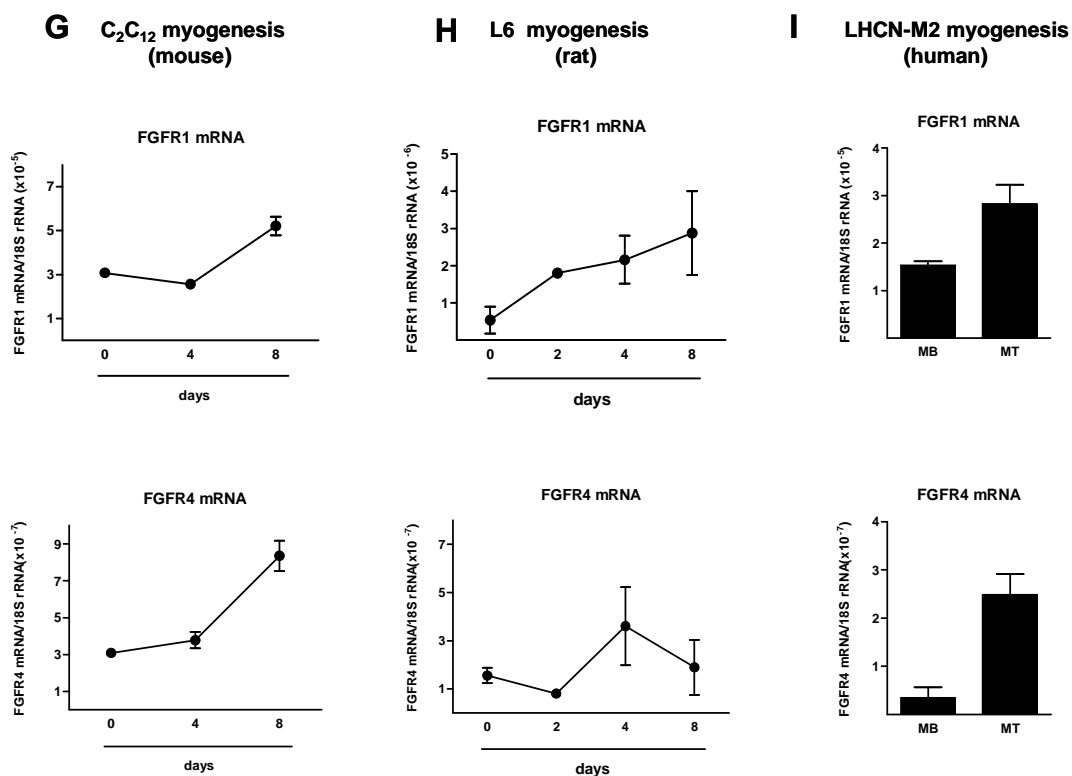 G C₂C₁₂ myogenesis
(mouse)
FGFR1 mRNA
FGFR1 mRNA/18S rRNA (x10⁻⁵)
7
5
3
1
0 4 8
days
FGFR4 mRNA
FGFR4 mRNA/18S rRNA(x10⁻⁷)
9
7
5
3
1
0 4 8
days
H L6 myogenesis
(rat)
FGFR1 mRNA
FGFR1 mRNA/18S rRNA (x10⁻⁶)
5
4
3
2
1
0 2 4 8
days
FGFR4 mRNA
FGFR4 mRNA/18S rRNA(x10⁻⁷)
7
5
3
1
0 2 4 8
days
I LHCN-M2 myogenesis
(human)
FGFR1 mRNA
FGFR1 mRNA/18S rRNA (x10⁻⁵)
4
3
2
1
MB MT
FGFR4 mRNA
FGFR4 mRNA/18S rRNA(x10⁻⁷)
4
3
2
1
MB MT